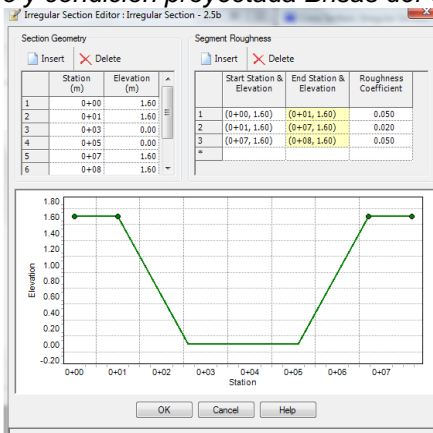 y condición proyectada Brisas de
Irregular Section Editor : Irregular Section - 2.5b
Section Geometry
Insert Delete
Station (m) Elevation (m)
1 0+00 1.60
2 0+01 1.60
3 0+03 0.00
4 0+05 0.00
5 0+07 1.60
6 0+08 1.60
Segment Roughness
Insert Delete
Start Station & Elevation End Station & Elevation Roughness Coefficient
1 (0+00, 1.60) (0+01, 1.60) 0.050
2 (0+01, 1.60) (0+07, 1.60) 0.020
3 (0+07, 1.60) (0+08, 1.60) 0.050
*
1.80
1.60
1.40
1.20
1.00
0.80
0.60
0.40
0.20
0.00
-0.20
Elevation
0+00 0+01 0+02 0+03 0+04 0+05 0+06 0+07
Station
OK Cancel Help